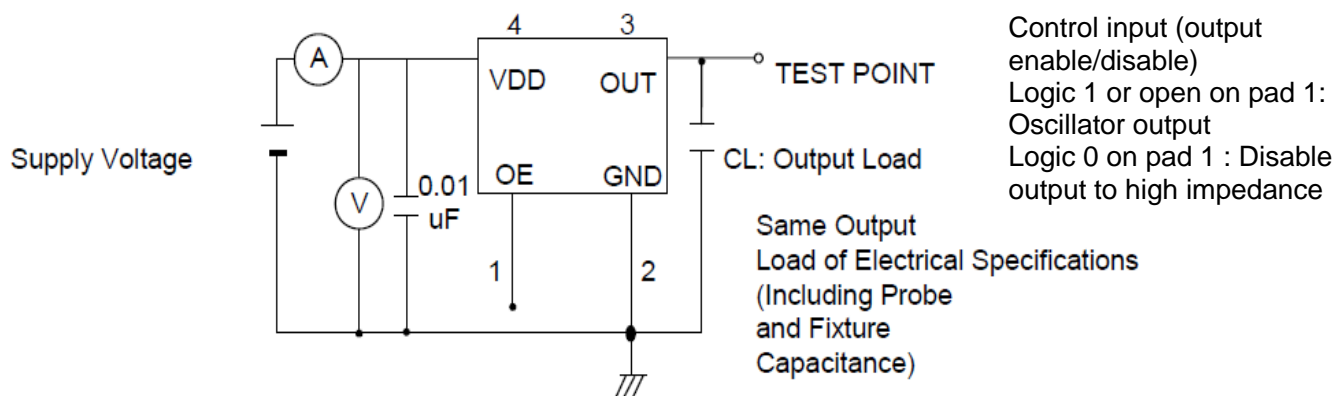 4
3
A
VDD
OUT
TEST POINT
Supply Voltage
V
0.01
uF
OE
GND
CL: Output Load
1
2
Same Output
Load of Electrical Specifications
(Including Probe
and Fixture
Capacitance)
Control input (output
enable/disable)
Logic 1 or open on pad 1:
Oscillator output
Logic 0 on pad 1 : Disable
output to high impedance